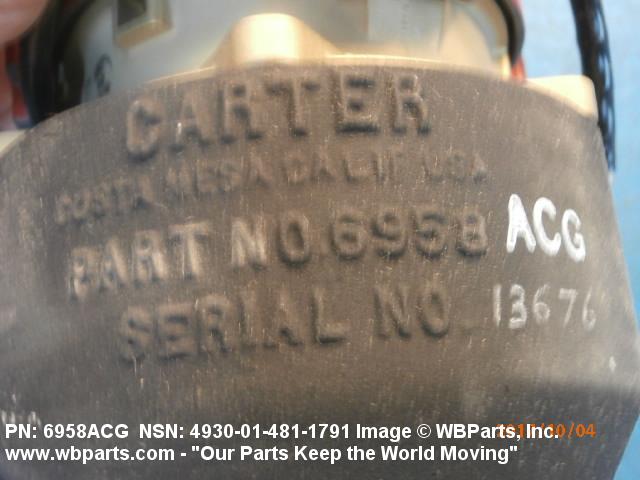 CARTER
COSTA MESA CALIF USA
PART NO. 6958 ACG
SERIAL NO. 13676
PN: 6958ACG NSN: 4930-01-481-1791 Image © WBParts, Inc.
www.wbparts.com - "Our Parts Keep the World Moving"